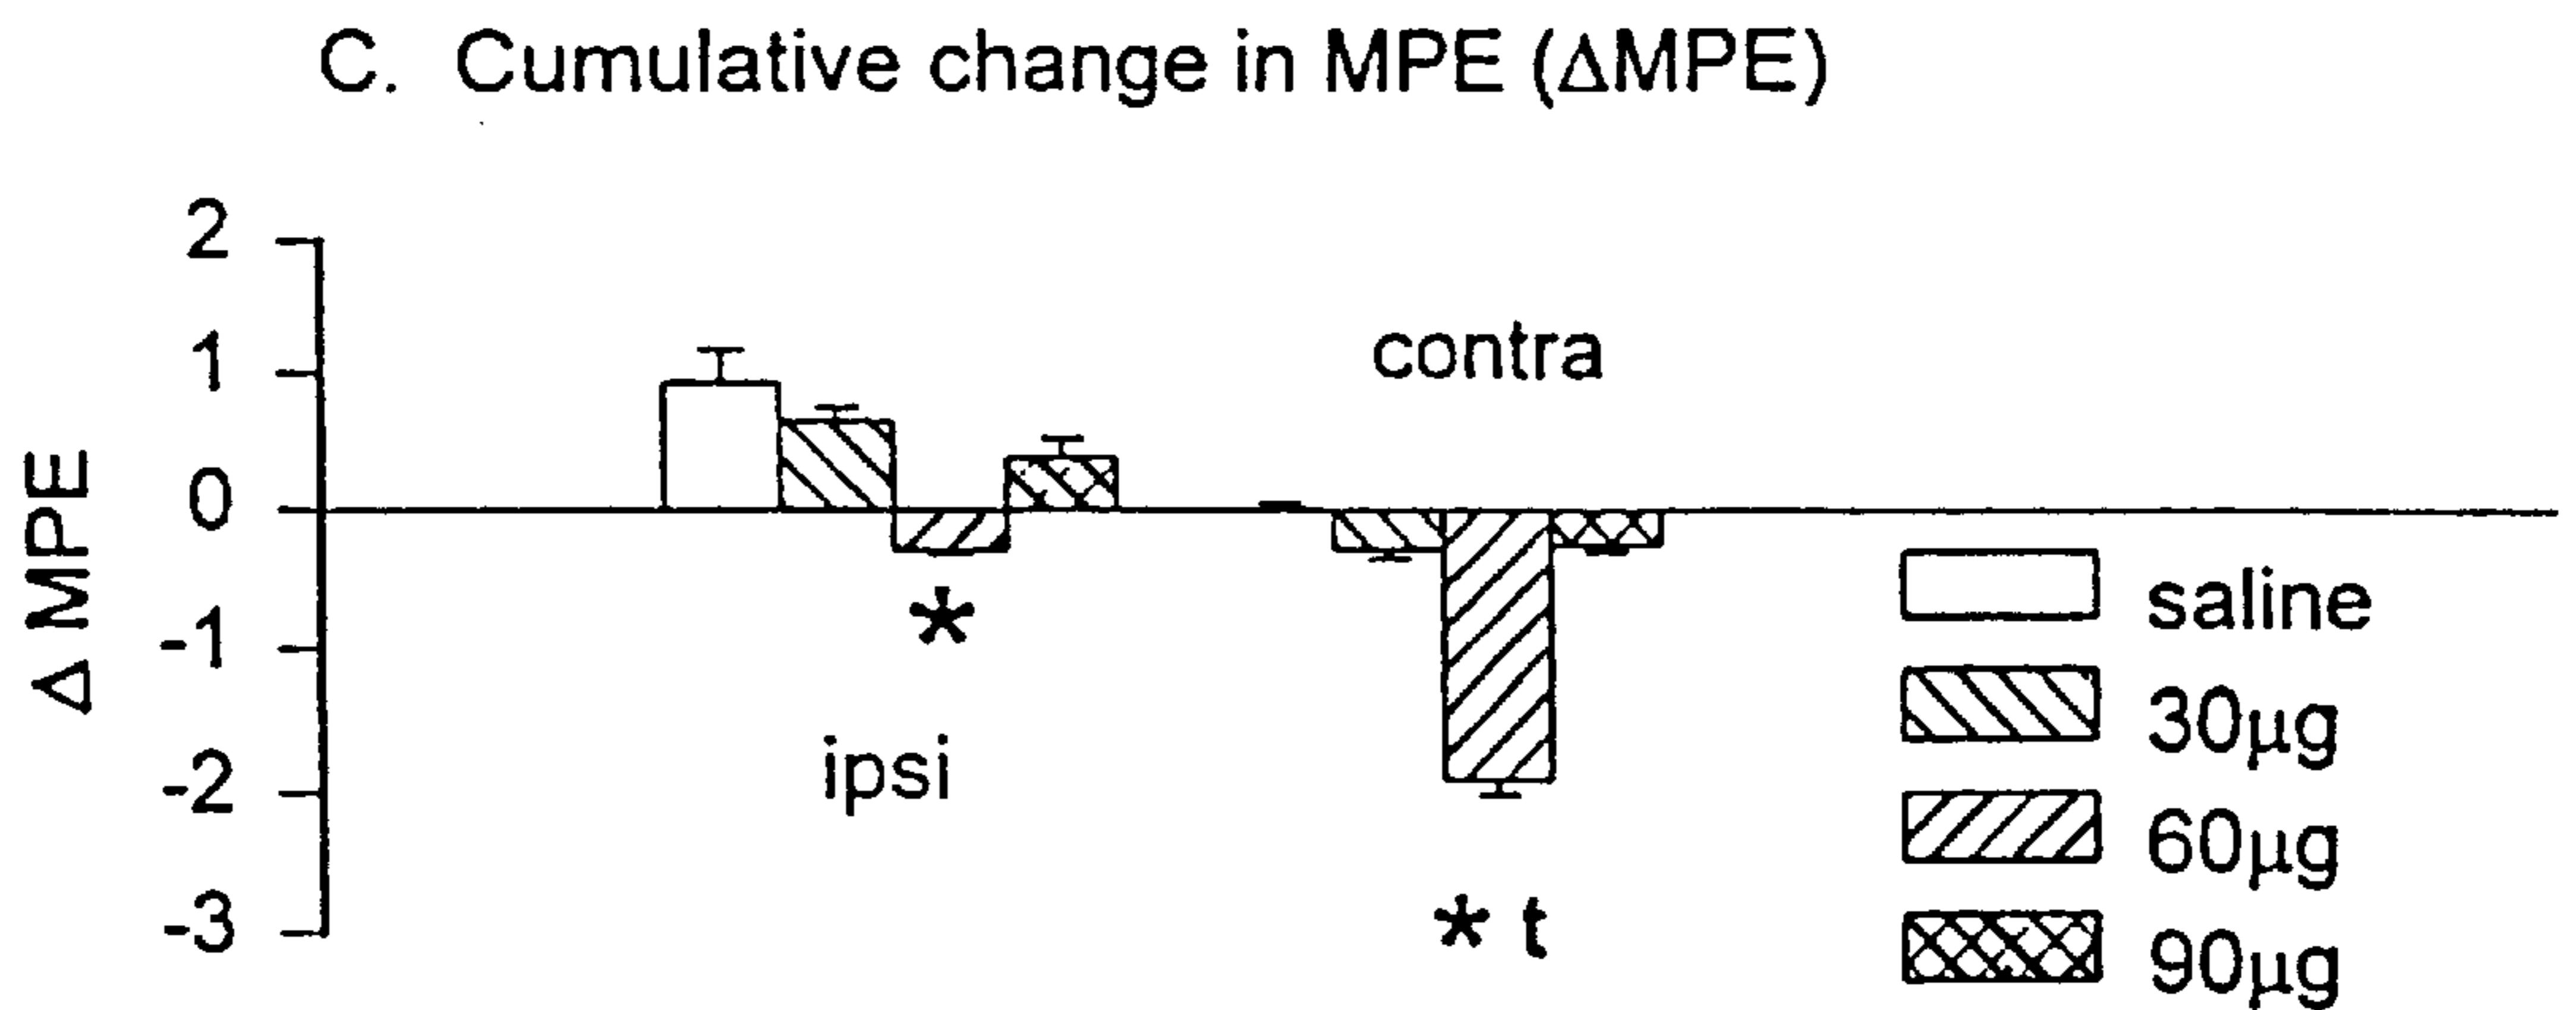 C. Cumulative change in MPE (ΔMPE)
2
1
0
-1
-2
-3
Δ MPE
contra
*
ipsi
* t
saline
30µg
60µg
90µg